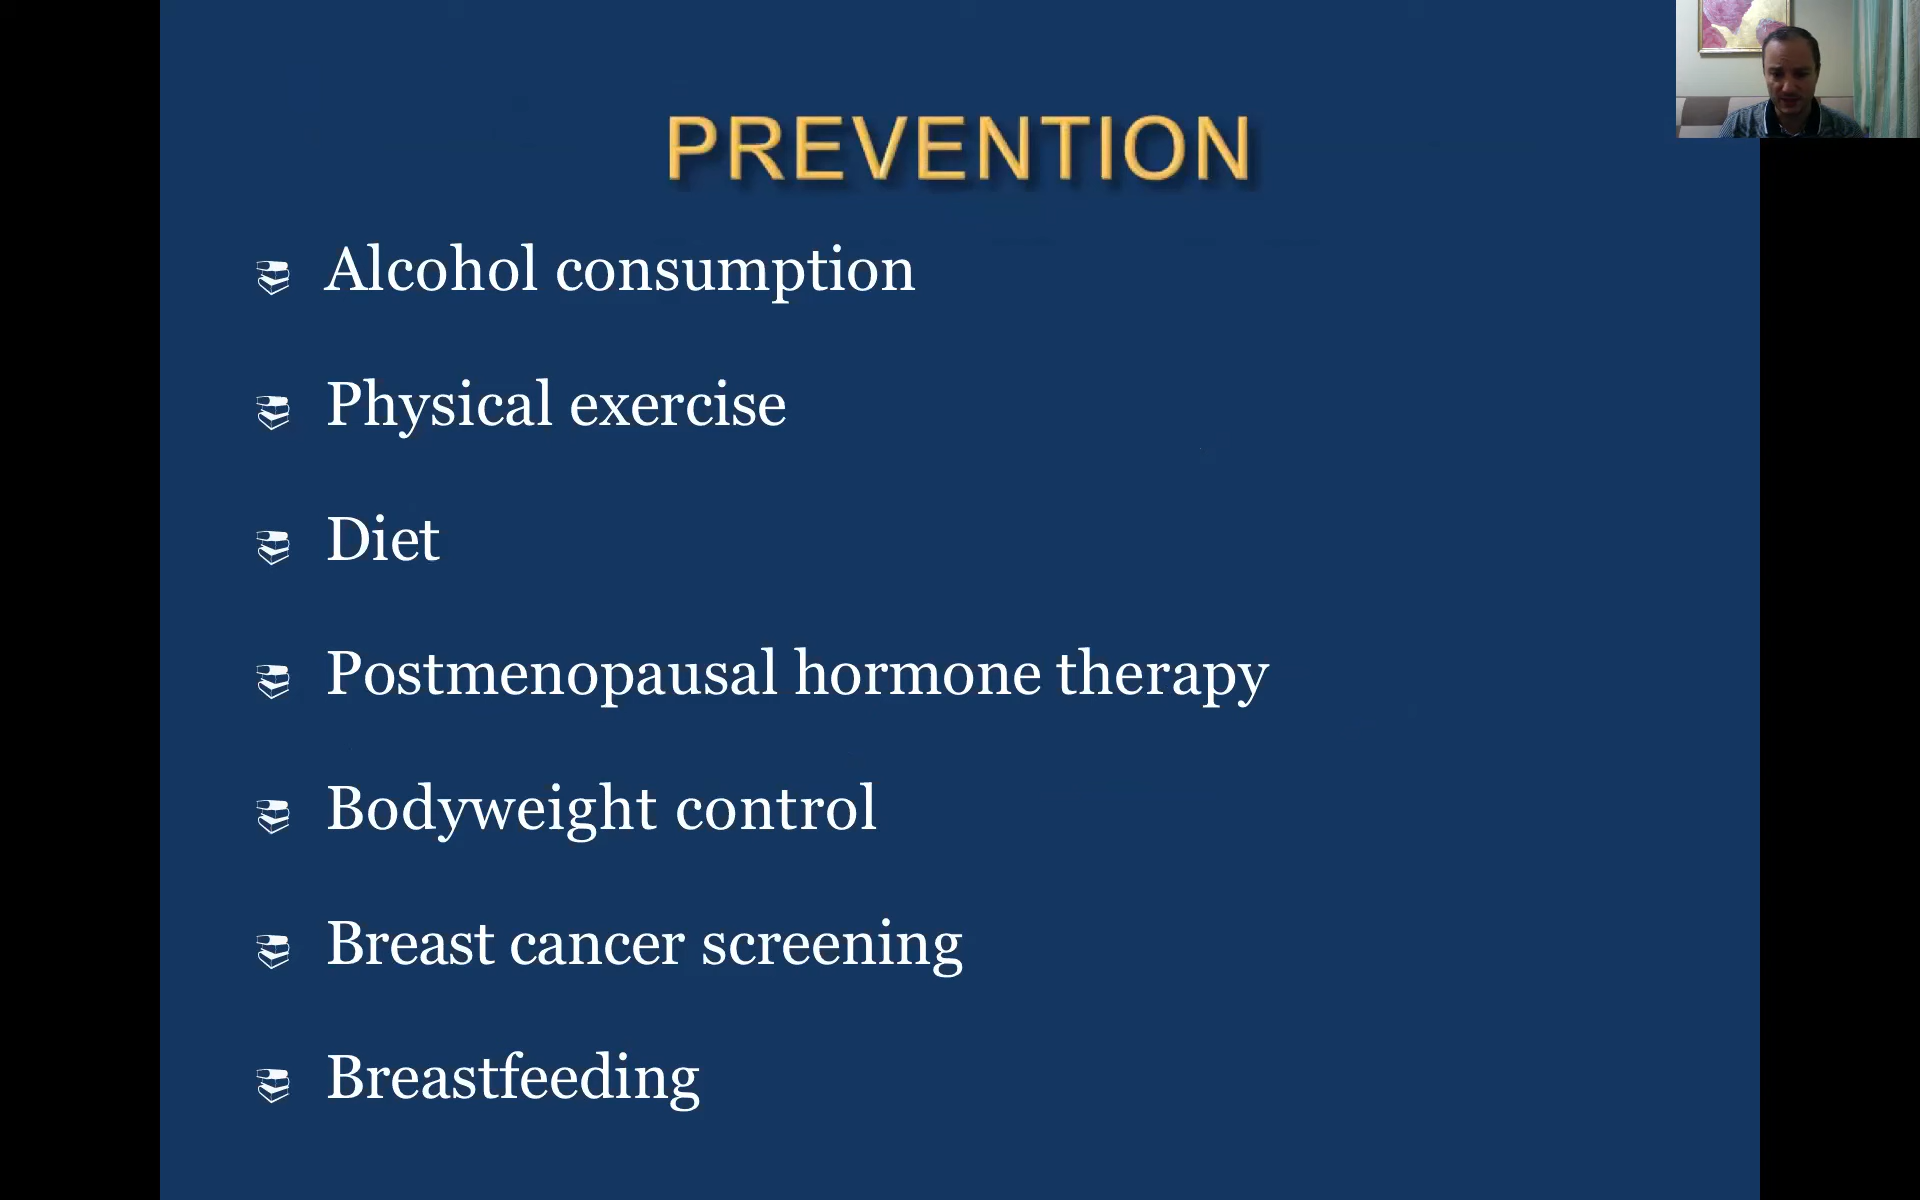 PREVENTION
Alcohol consumption
Physical exercise
Diet
Postmenopausal hormone therapy
Bodyweight control
Breast cancer screening
Breastfeeding